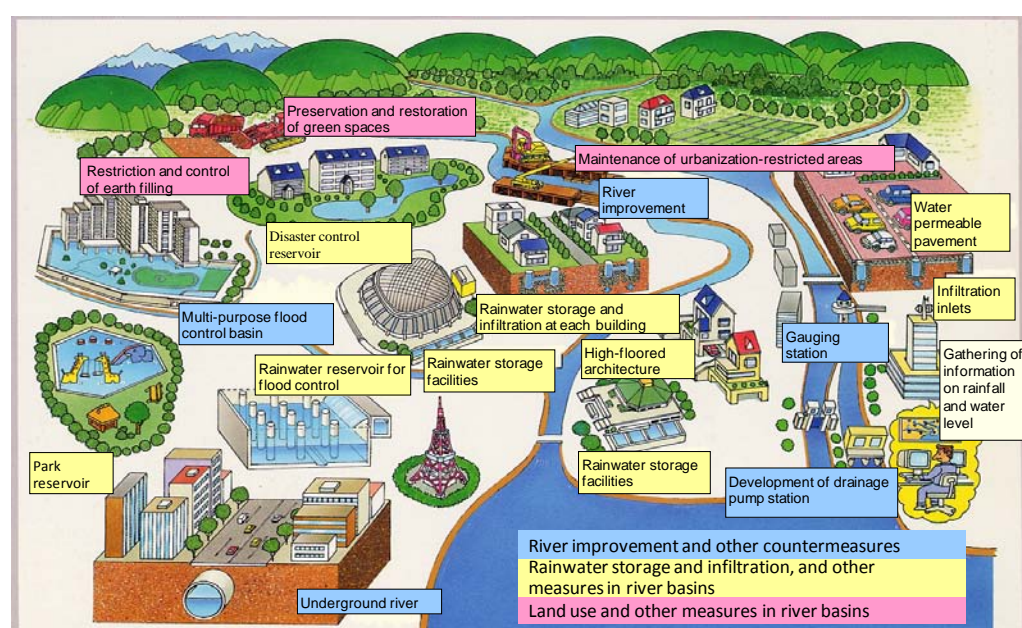 Preservation and restoration
of green spaces
Maintenance of urbanization-restricted areas
Restriction and control
of earth filling
River
improvement
Water
permeable
pavement
Disaster control
reservoir
Infiltration
inlets
Multi-purpose flood
control basin
Rainwater storage and
infiltration at each building
Gauging
station
Rainwater reservoir for
flood control
Rainwater storage
facilities
High-floored
architecture
Gathering of
information
on rainfall
and water
level
Park
reservoir
Rainwater storage
facilities
Development of drainage
pump station
Underground river
River improvement and other countermeasures
Rainwater storage and infiltration, and other
measures in river basins
Land use and other measures in river basins